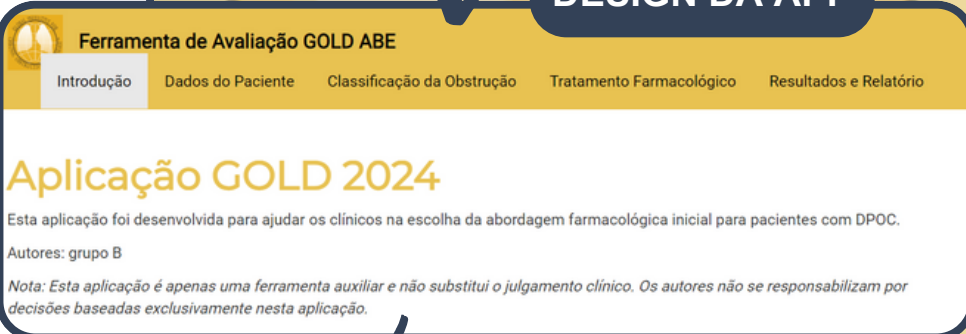 DESIGN DA APP
Ferramenta de Avaliação GOLD ABE
Introdução Dados do Paciente Classificação da Obstrução Tratamento Farmacológico Resultados e Relatório
Aplicação GOLD 2024
Esta aplicação foi desenvolvida para ajudar os clínicos na escolha da abordagem farmacológica inicial para pacientes com DPOC.
Autores: grupo B
Nota: Esta aplicação é apenas uma ferramenta auxiliar e não substitui o julgamento clínico. Os autores não se responsabilizam por
decisões baseadas exclusivamente nesta aplicação.